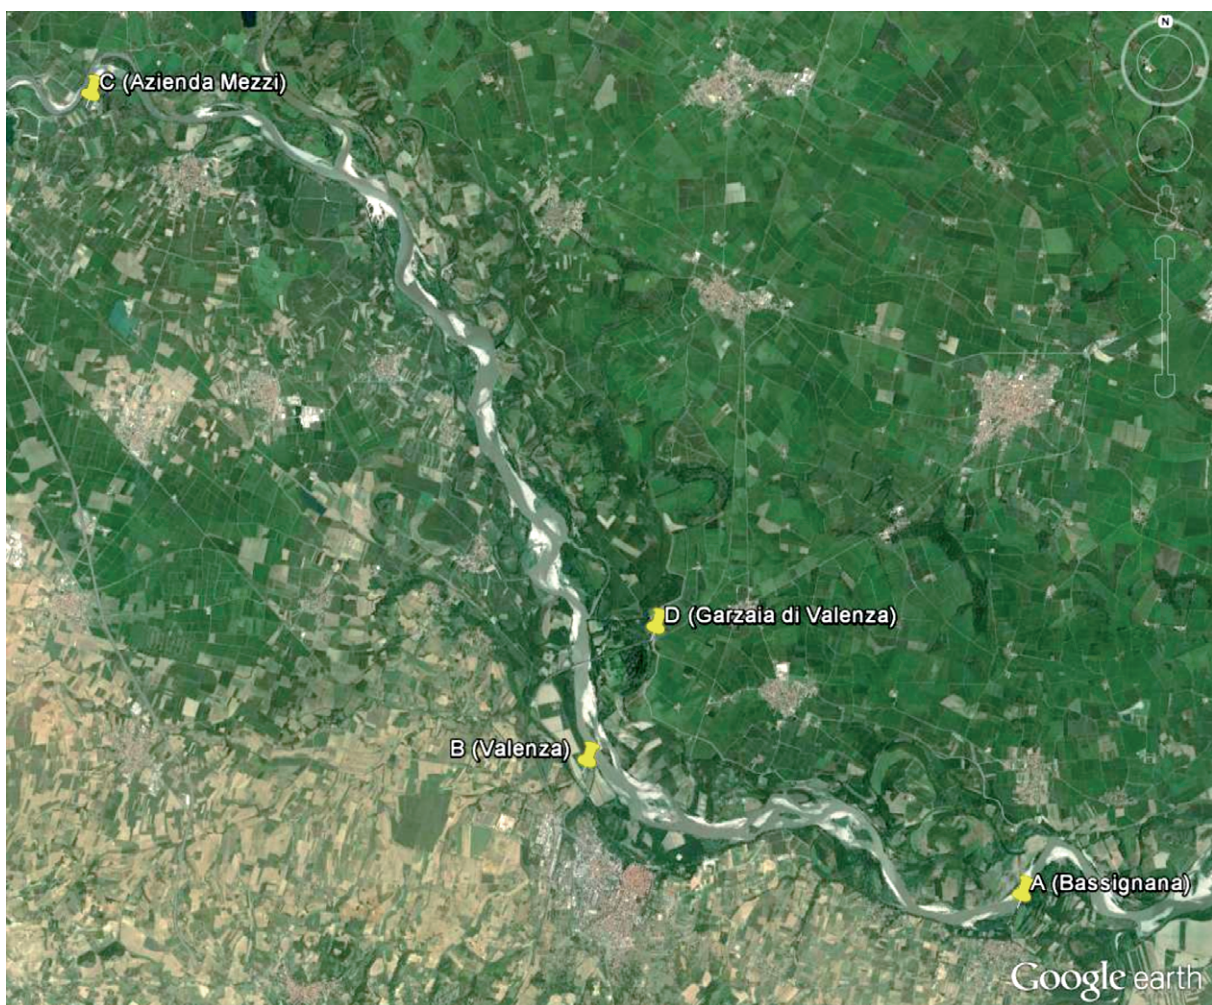 N
C (Azienda Mezzi)
D (Garzaia di Valenza)
B (Valenza)
A (Bassignana)
Google earth